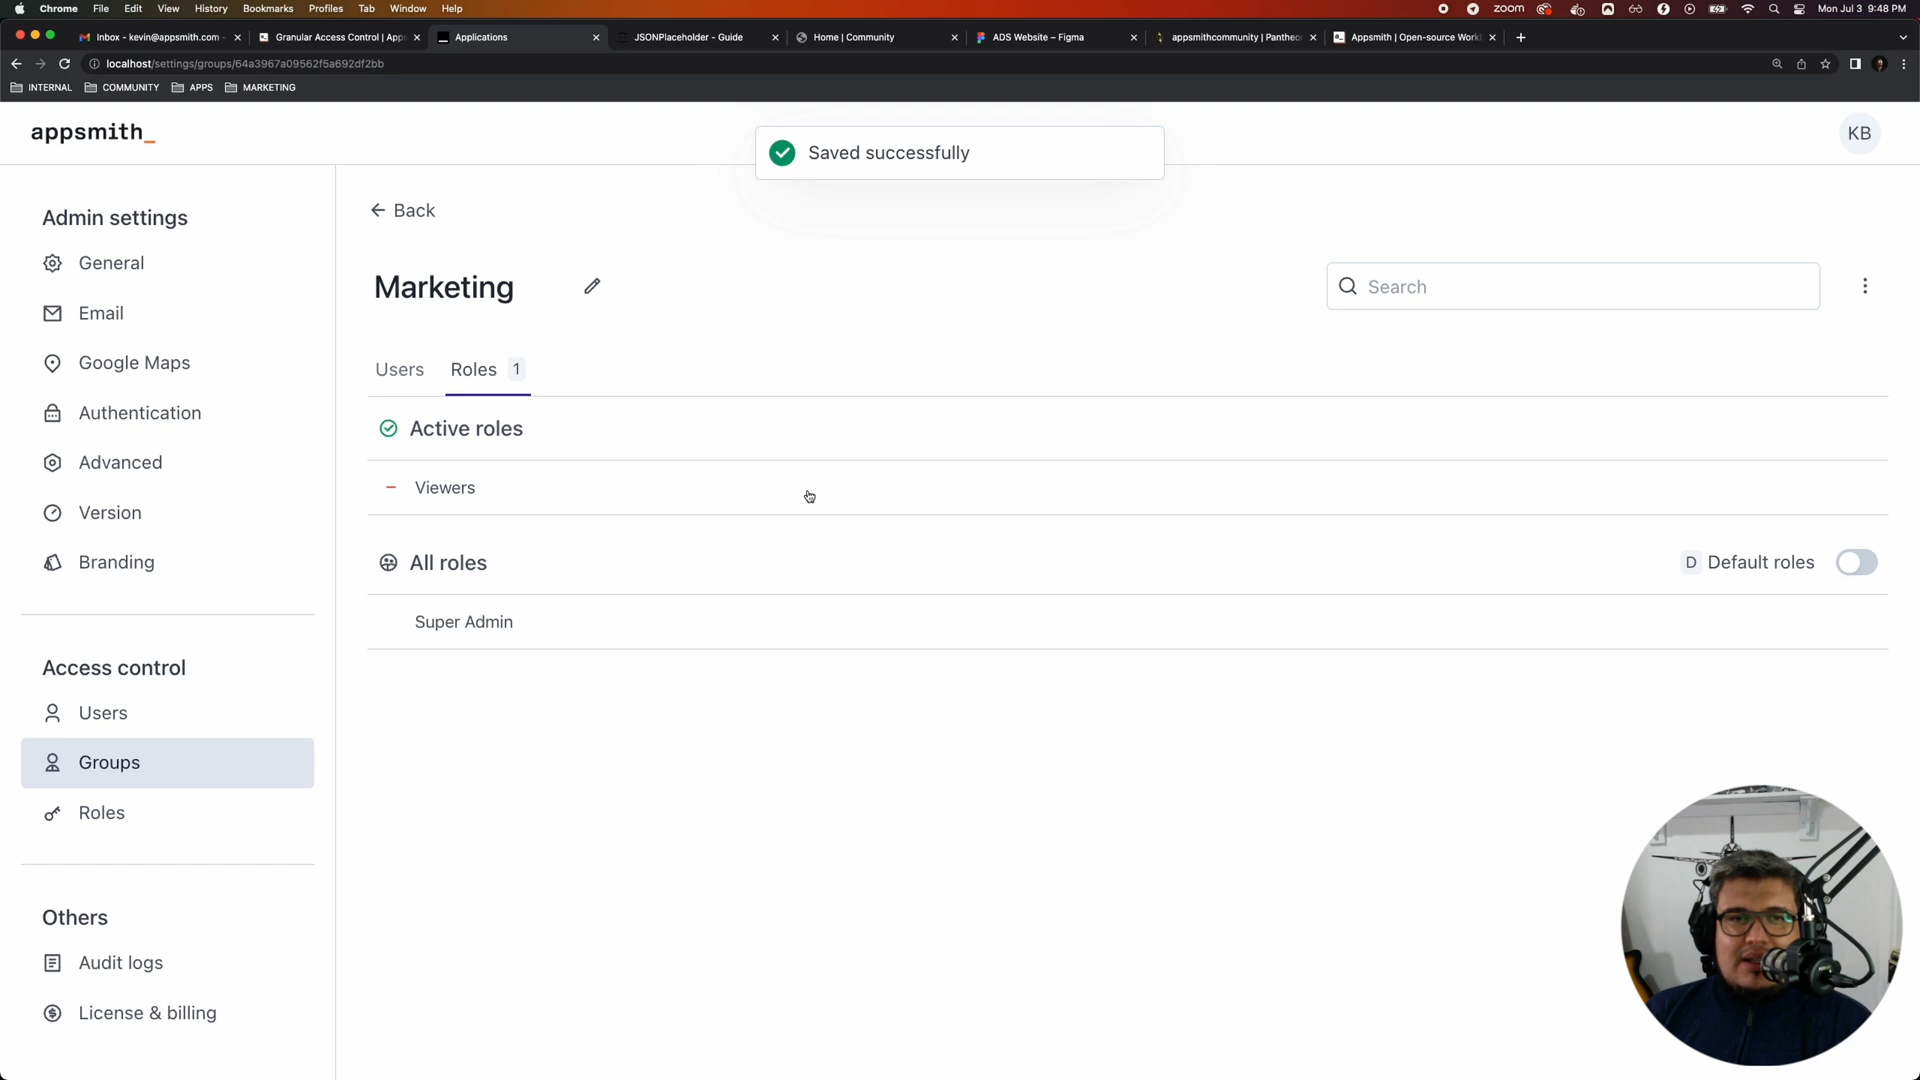 Chrome File Edit View History Bookmarks Profiles Tab Window Help
zoom
Mon Jul 3 9:48 PM
Inbox - kevin@appsmith.com -
Granular Access Control | Apps
Applications
JSONPlaceholder - Guide
Home | Community
ADS Website – Figma
appsmithcommunity | Pantheo
Appsmith | Open-source Work
localhost/settings/groups/64a3967a09562f5a692df2bb
INTERNAL COMMUNITY APPS MARKETING
appsmith_
Saved successfully
KB
Back
Admin settings
General
Email
Google Maps
Authentication
Advanced
Version
Branding
Access control
Users
Groups
Roles
Others
Audit logs
License & billing
Marketing
Search
Users Roles 1
Active roles
Viewers
All roles
D Default roles
Super Admin